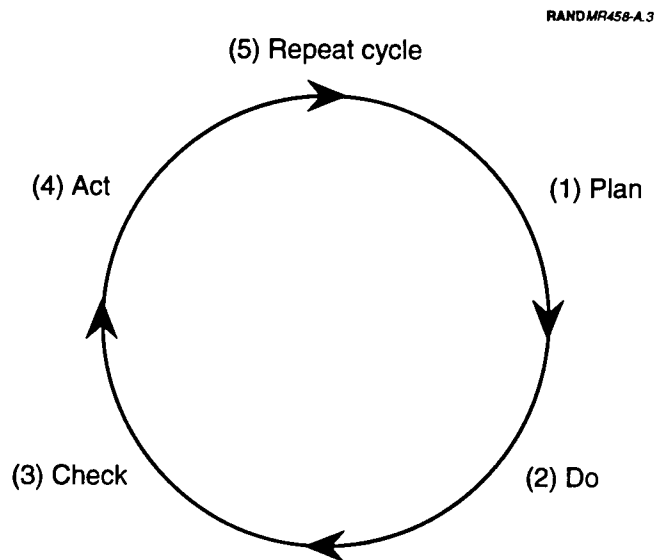 RANDMR458-A.3
(5) Repeat cycle
(4) Act
(1) Plan
(3) Check
(2) Do